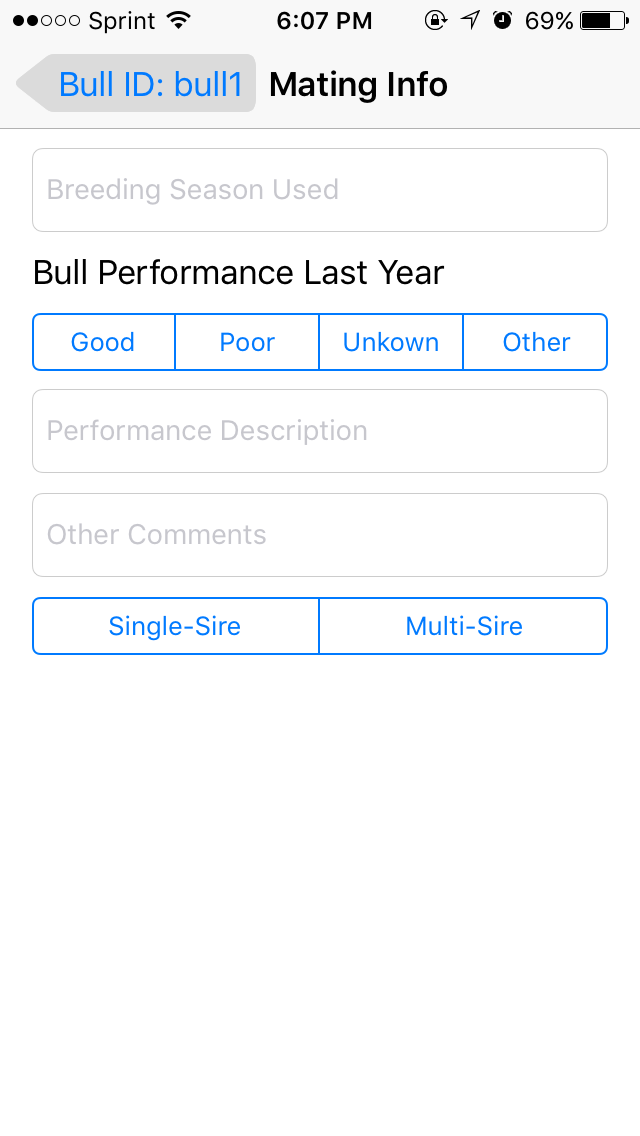 Sprint 6:07 PM 69%
Bull ID: bull1 Mating Info
Breeding Season Used
Bull Performance Last Year
Good Poor Unkown Other
Performance Description
Other Comments
Single-Sire Multi-Sire